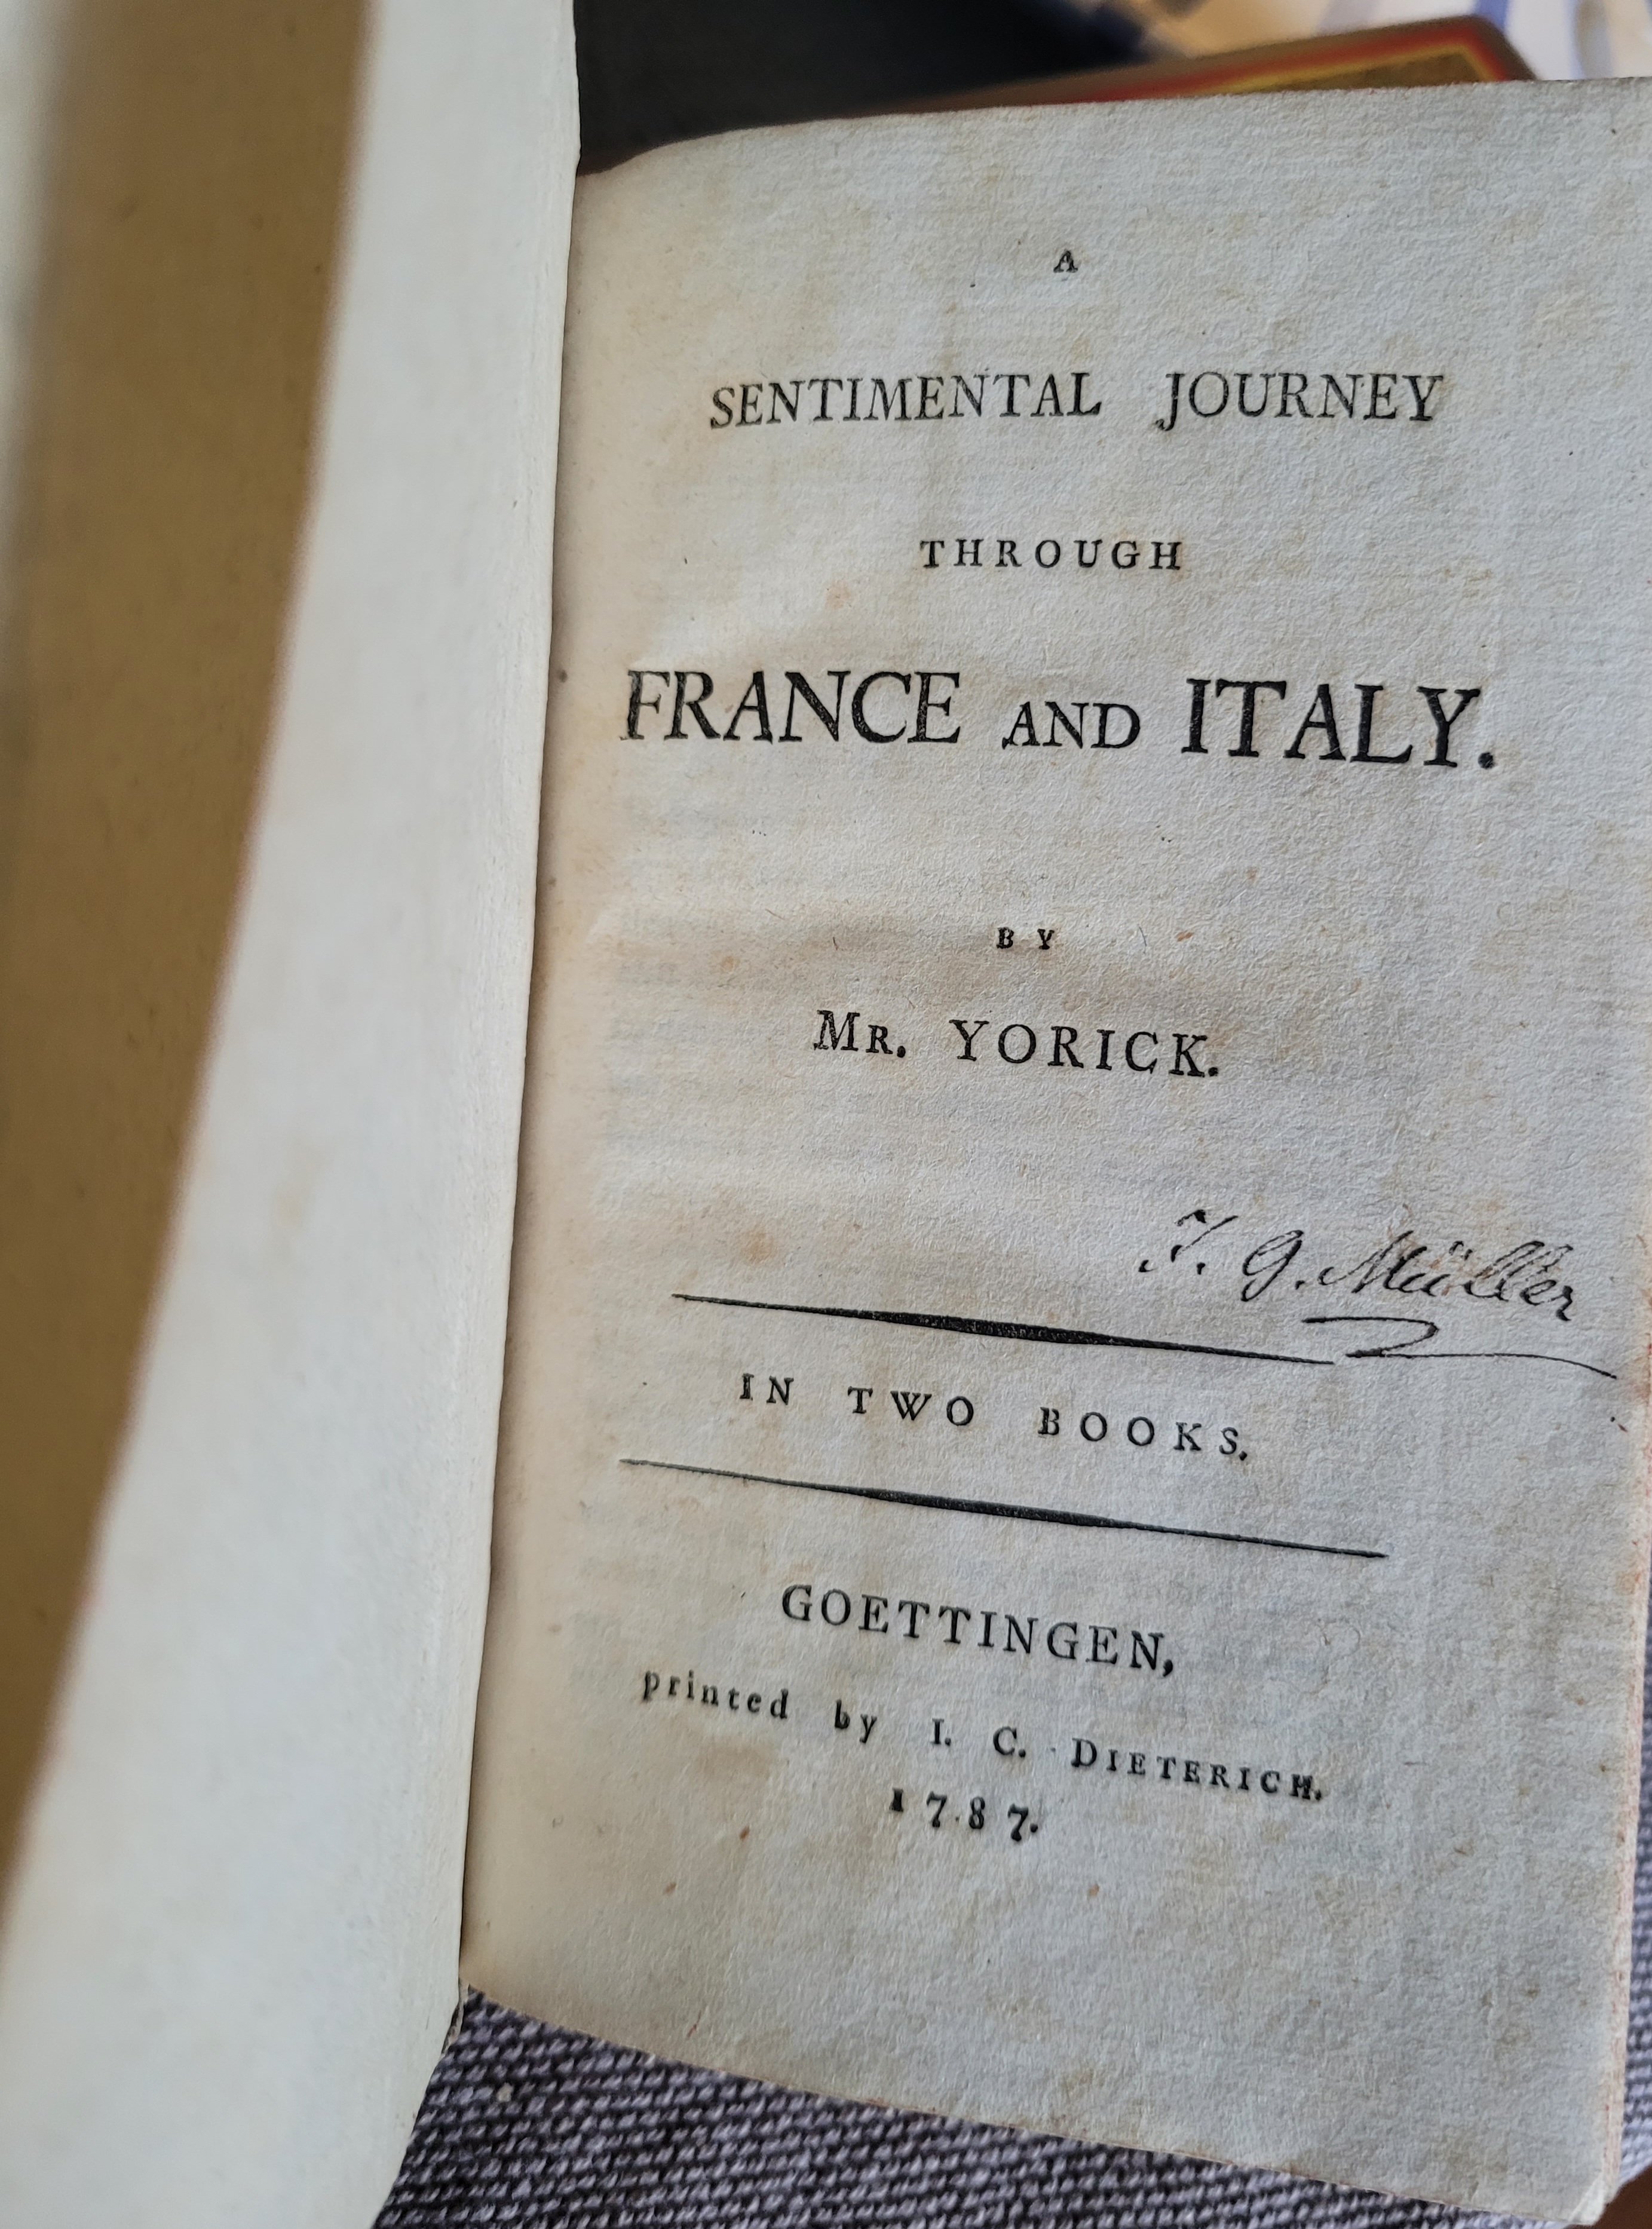 A
SENTIMENTAL JOURNEY
THROUGH
FRANCE AND ITALY.
BY
MR. YORICK.
F. G. Müller
IN TWO BOOKS.
GOETTINGEN,
printed by I. C. DIETERICH.
1787.